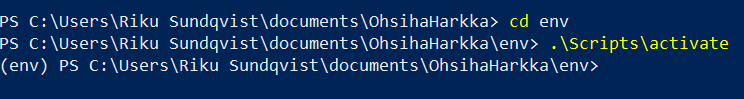 PS C:\Users\Riku Sundqvist\documents\OhsihaHarkka> cd env
PS C:\Users\Riku Sundqvist\documents\OhsihaHarkka\env> .\Scripts\activate
(env) PS C:\Users\Riku Sundqvist\documents\OhsihaHarkka\env>